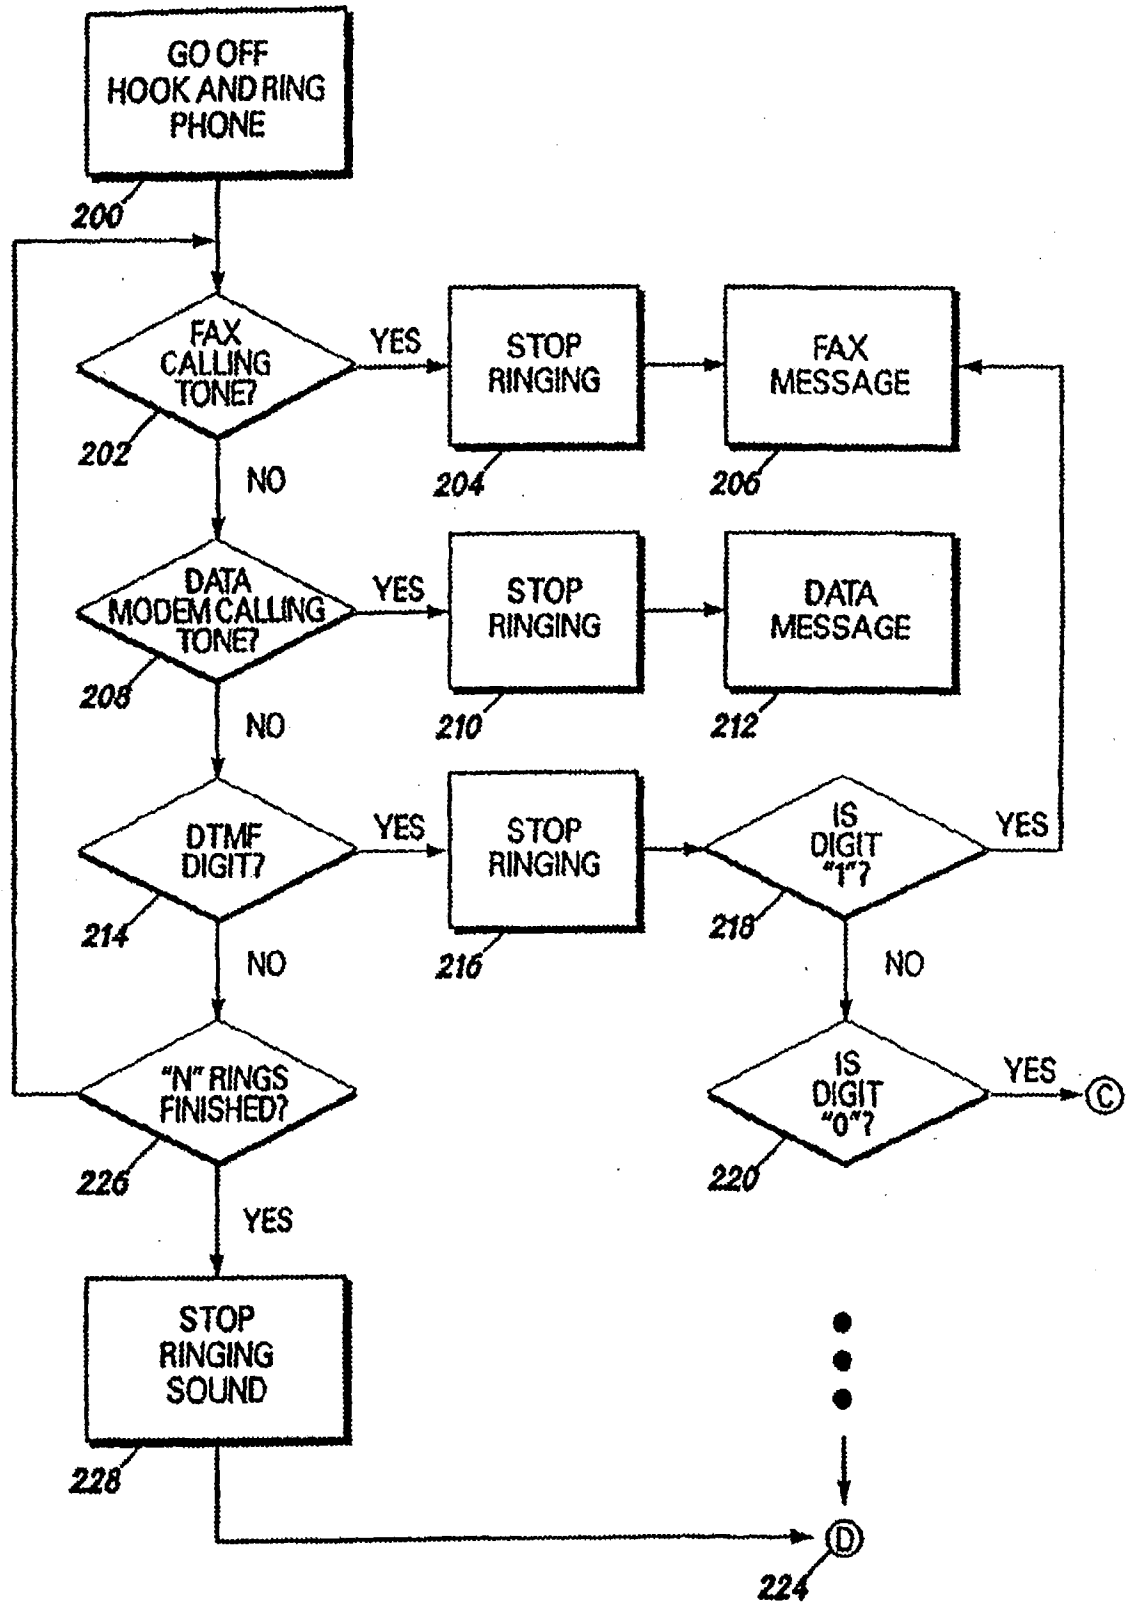 GO OFF
HOOK AND RING
PHONE
200
FAX
CALLING
TONE?
202
YES
STOP
RINGING
204
FAX
MESSAGE
206
NO
DATA
MODEM CALLING
TONE?
208
YES
STOP
RINGING
210
DATA
MESSAGE
212
NO
DTMF
DIGIT?
214
YES
STOP
RINGING
216
IS
DIGIT
"1"?
218
YES
NO
NO
"N" RINGS
FINISHED?
226
IS
DIGIT
"0"?
220
YES
C
YES
STOP
RINGING
SOUND
228
D
224